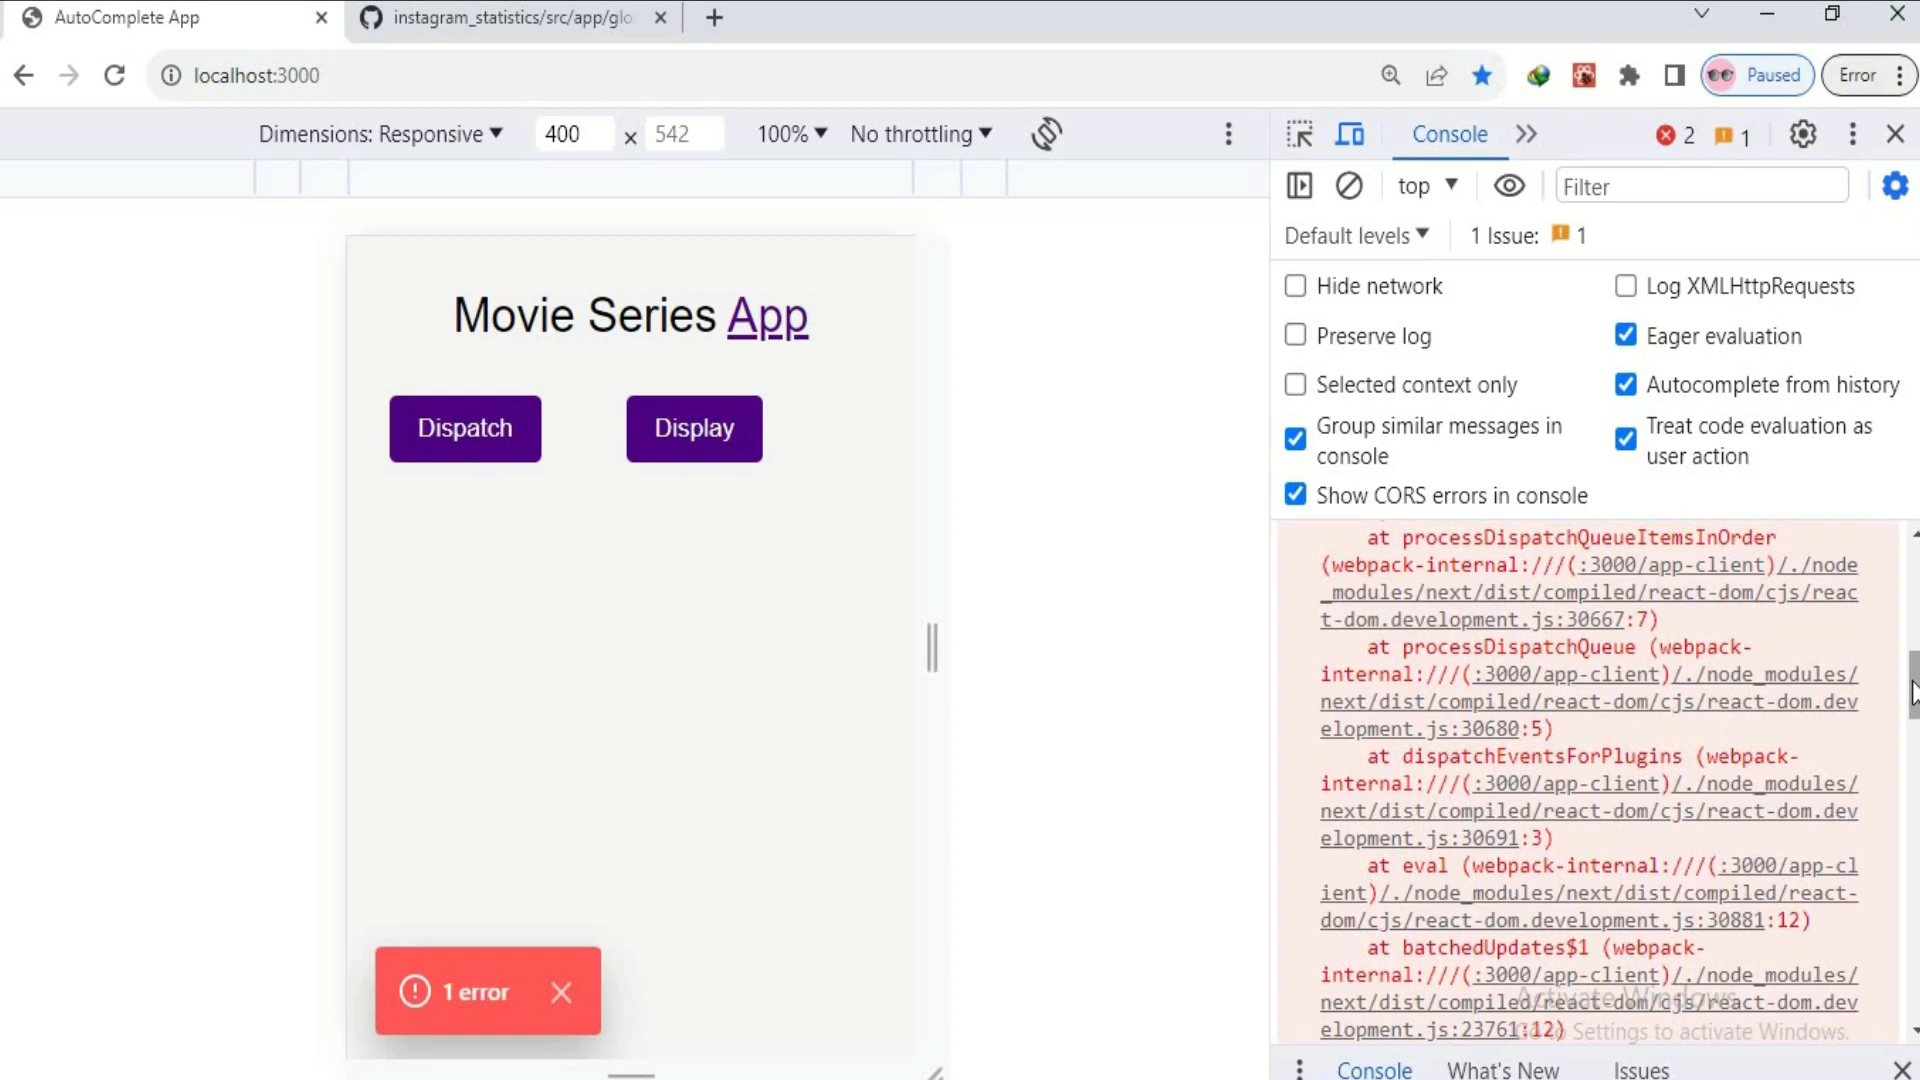 AutoComplete App
instagram_statistics/src/app/glo
localhost:3000
Paused
Error
Dimensions: Responsive
400 × 542
100%
No throttling
Console
2
1
top
Filter
Default levels
1 Issue: 1
Hide network
Log XMLHttpRequests
Preserve log
Eager evaluation
Selected context only
Autocomplete from history
Group similar messages in
console
Treat code evaluation as
user action
Show CORS errors in console
Movie Series App
Dispatch
Display
1 error
at processDispatchQueueItemsInOrder
(webpack-internal:///(:3000/app-client)/./node
_modules/next/dist/compiled/react-dom/cjs/reac
t-dom.development.js:30667:7)
at processDispatchQueue (webpack-
internal:///(:3000/app-client)/./node_modules/
next/dist/compiled/react-dom/cjs/react-dom.dev
elopment.js:30680:5)
at dispatchEventsForPlugins (webpack-
internal:///(:3000/app-client)/./node_modules/
next/dist/compiled/react-dom/cjs/react-dom.dev
elopment.js:30691:3)
at eval (webpack-internal:///(:3000/app-cl
ient)/./node_modules/next/dist/compiled/react-
dom/cjs/react-dom.development.js:30881:12)
at batchedUpdates$1 (webpack-
internal:///(:3000/app-client)/./node_modules/
next/dist/compiled/react-dom/cjs/react-dom.dev
elopment.js:23761:12)
Activate Windows
Go to Settings to activate Windows.
Console
What's New
Issues